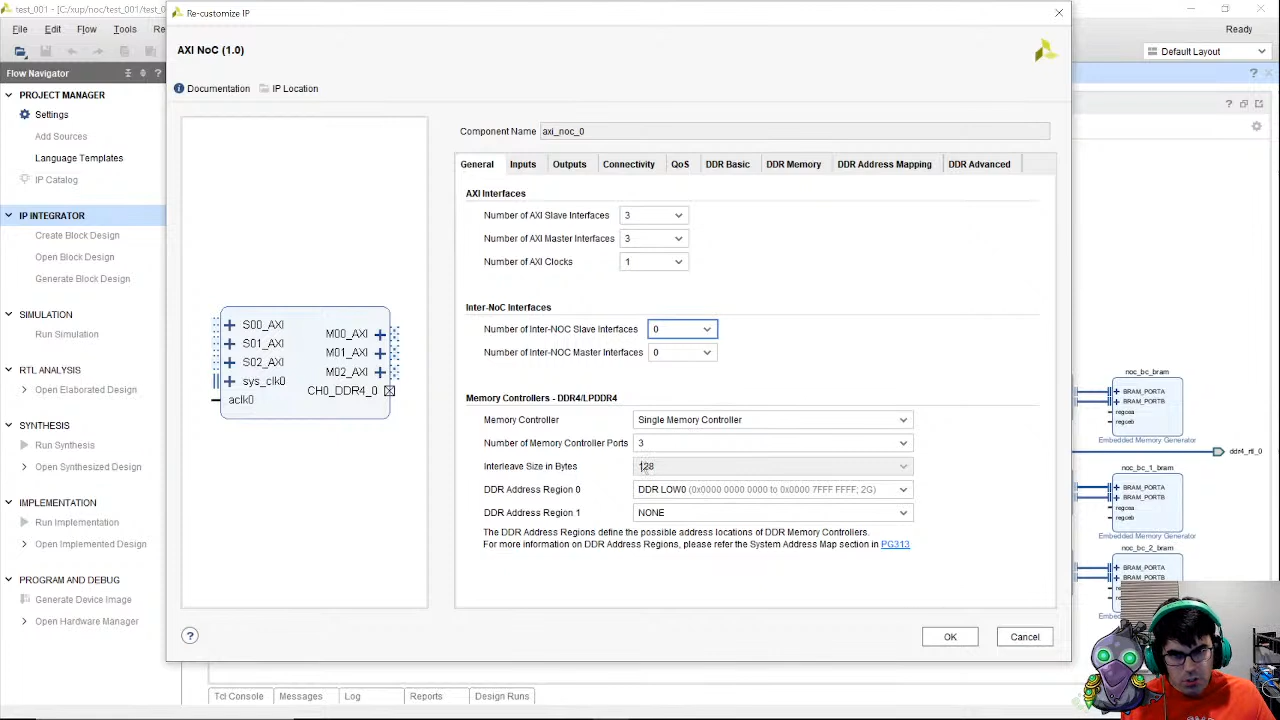 test_001 - [C:/xup/noc/test_001/test_0
Re-customize IP
File Edit Flow Tools Re
Ready
AXI NoC (1.0)
Default Layout
Flow Navigator
Documentation IP Location
PROJECT MANAGER
Settings
Add Sources
Language Templates
IP Catalog
IP INTEGRATOR
Create Block Design
Open Block Design
Generate Block Design
SIMULATION
Run Simulation
RTL ANALYSIS
Open Elaborated Design
SYNTHESIS
Run Synthesis
Open Synthesized Design
IMPLEMENTATION
Run Implementation
Open Implemented Design
PROGRAM AND DEBUG
Generate Device Image
Open Hardware Manager
S00_AXI
S01_AXI
S02_AXI
sys_clk0
aclk0
M00_AXI
M01_AXI
M02_AXI
CH0_DDR4_0
Component Name axi_noc_0
General Inputs Outputs Connectivity QoS DDR Basic DDR Memory DDR Address Mapping DDR Advanced
AXI Interfaces
Number of AXI Slave Interfaces 3
Number of AXI Master Interfaces 3
Number of AXI Clocks 1
Inter-NoC Interfaces
Number of Inter-NOC Slave Interfaces 0
Number of Inter-NOC Master Interfaces 0
Memory Controllers - DDR4/LPDDR4
Memory Controller Single Memory Controller
Number of Memory Controller Ports 3
Interleave Size in Bytes 128
DDR Address Region 0 DDR LOW0 (0x0000 0000 0000 to 0x0000 7FFF FFFF; 2G)
DDR Address Region 1 NONE
The DDR Address Regions define the possible address locations of DDR Memory Controllers.
For more information on DDR Address Regions, please refer the System Address Map section in PG313
OK Cancel
noc_bc_bram
BRAM_PORTA
BRAM_PORTB
regcea
regceb
Embedded Memory Generator
ddr4_rtl_0
noc_bc_1_bram
BRAM_PORTA
BRAM_PORTB
regcea
regceb
Embedded Memory Generator
noc_bc_2_bram
BRAM_PORTA
BRAM_PORTB
Tcl Console Messages Log Reports Design Runs